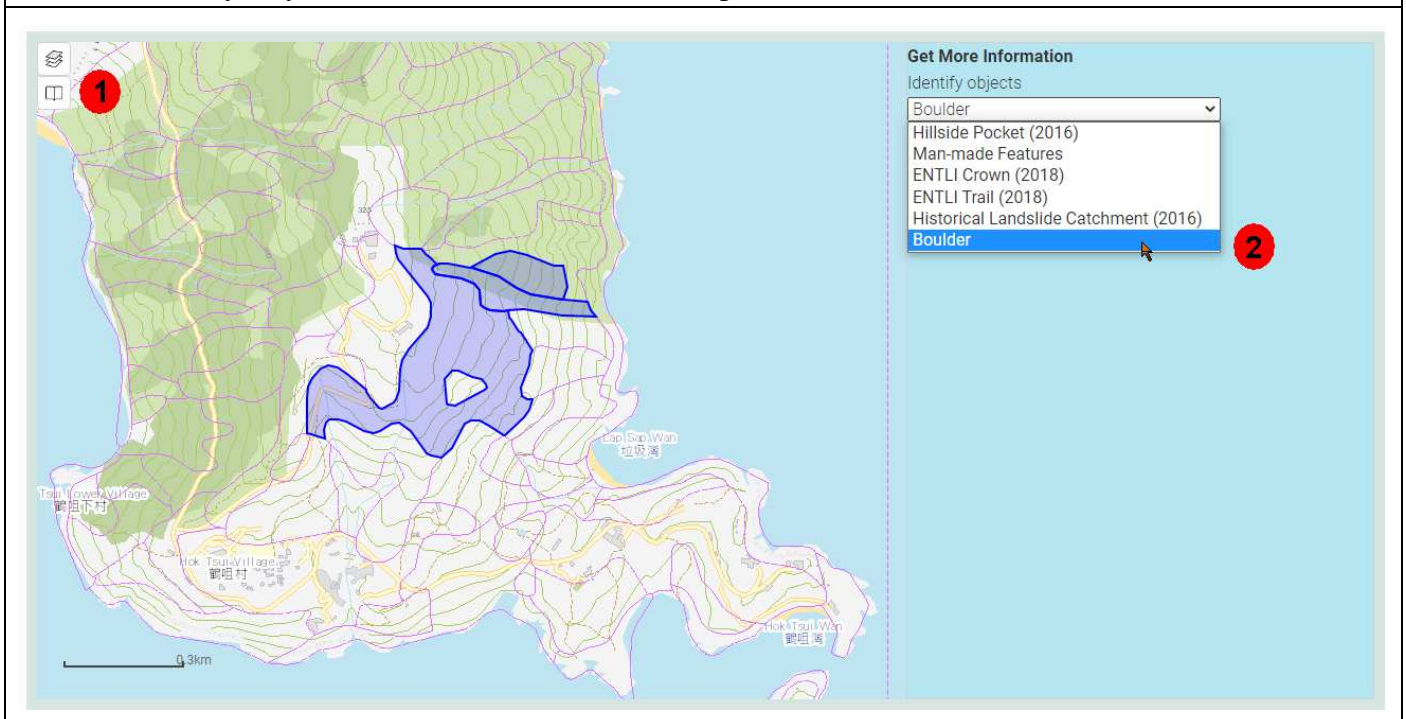 1
Get More Information
Identify objects
Boulder
Hillside Pocket (2016)
Man-made Features
ENTLI Crown (2018)
ENTLI Trail (2018)
Historical Landslide Catchment (2016)
Boulder
2
323
Lap Sap Wan
垃圾灣
Tsui Lower Village
鶴咀下村
Hok Tsui Village
鶴咀村
Hok Tsui Wan
鶴咀灣
0.3km